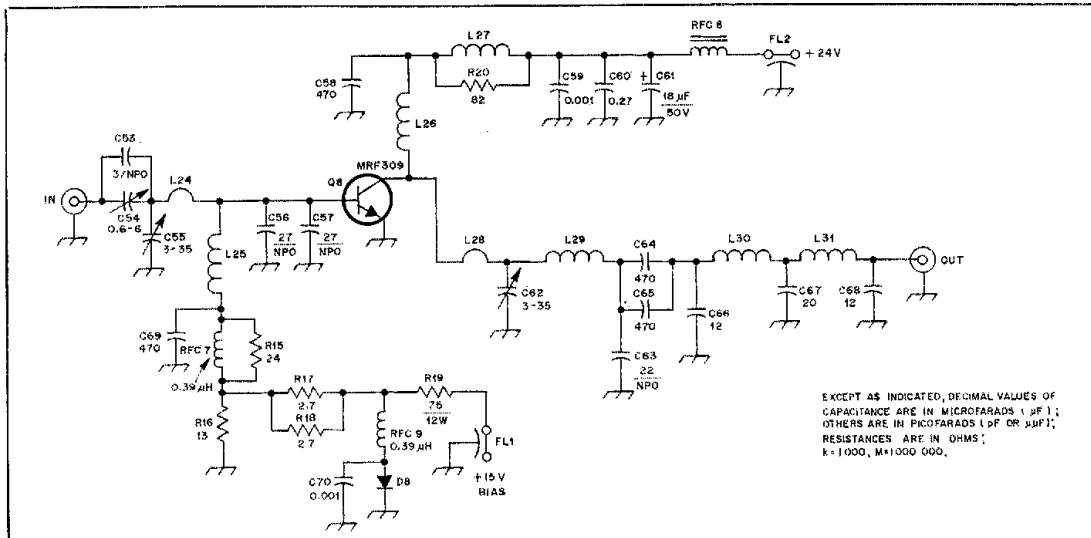 RFC 8
FL2
+ 24V
L27
R20
82
C58
470
C59
0.001
C60
0.27
+
C61
18 µF
50V
L26
C53
3/NPO
L24
IN
C54
0.6-6
C55
3-35
MRF309
Q8
C56
27
NPO
C57
27
NPO
L25
L28
L29
C64
470
L30
L31
OUT
C62
3-35
C65
470
C66
12
C67
20
C68
12
C63
22
NPO
C69
470
RFC 7
0.39 µH
R15
24
R16
13
R17
2.7
R18
2.7
R19
75
12W
RFC 9
0.39 µH
FL1
+15V
BIAS
C70
0.001
D8
EXCEPT AS INDICATED, DECIMAL VALUES OF
CAPACITANCE ARE IN MICROFARADS ( µF ) ;
OTHERS ARE IN PICOFARADS ( pF OR µµF);
RESISTANCES ARE IN OHMS ;
k=1000, M=1000 000.